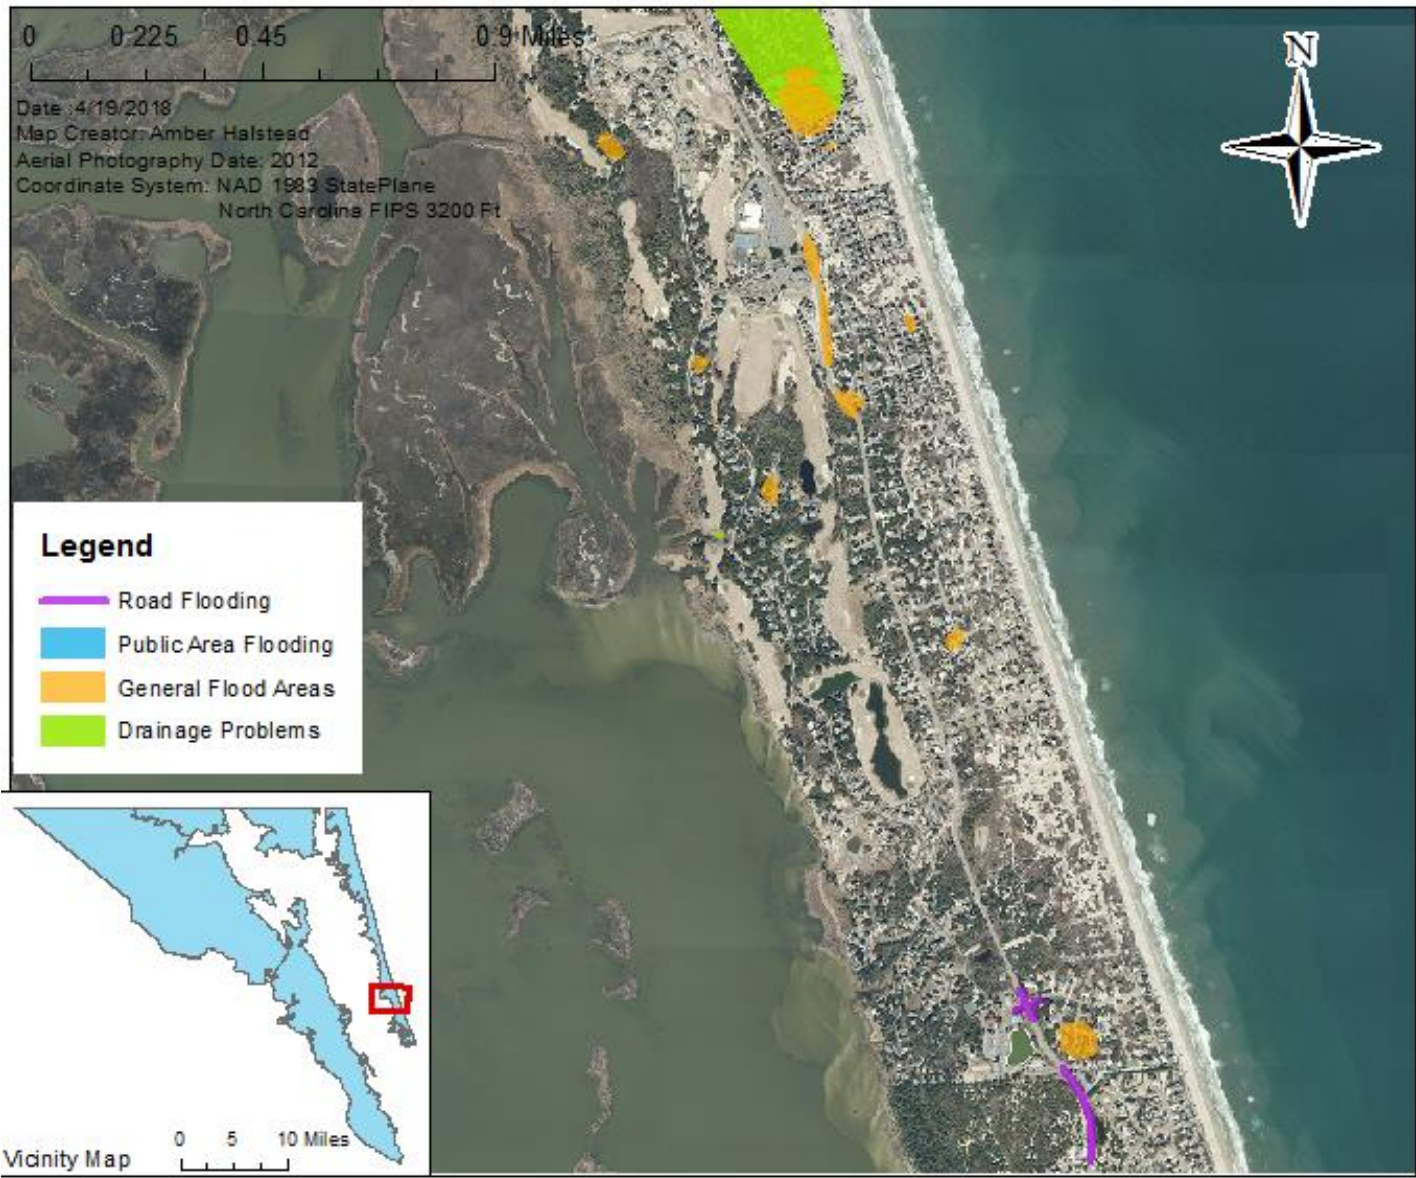 0 0.225 0.45 0.9 Miles
Date :4/19/2018
Map Creator: Amber Halstead
Aerial Photography Date: 2012
Coordinate System: NAD 1983 StatePlane
North Carolina FIPS 3200 Ft
N
Legend
Road Flooding
Public Area Flooding
General Flood Areas
Drainage Problems
0 5 10 Miles
Vicinity Map